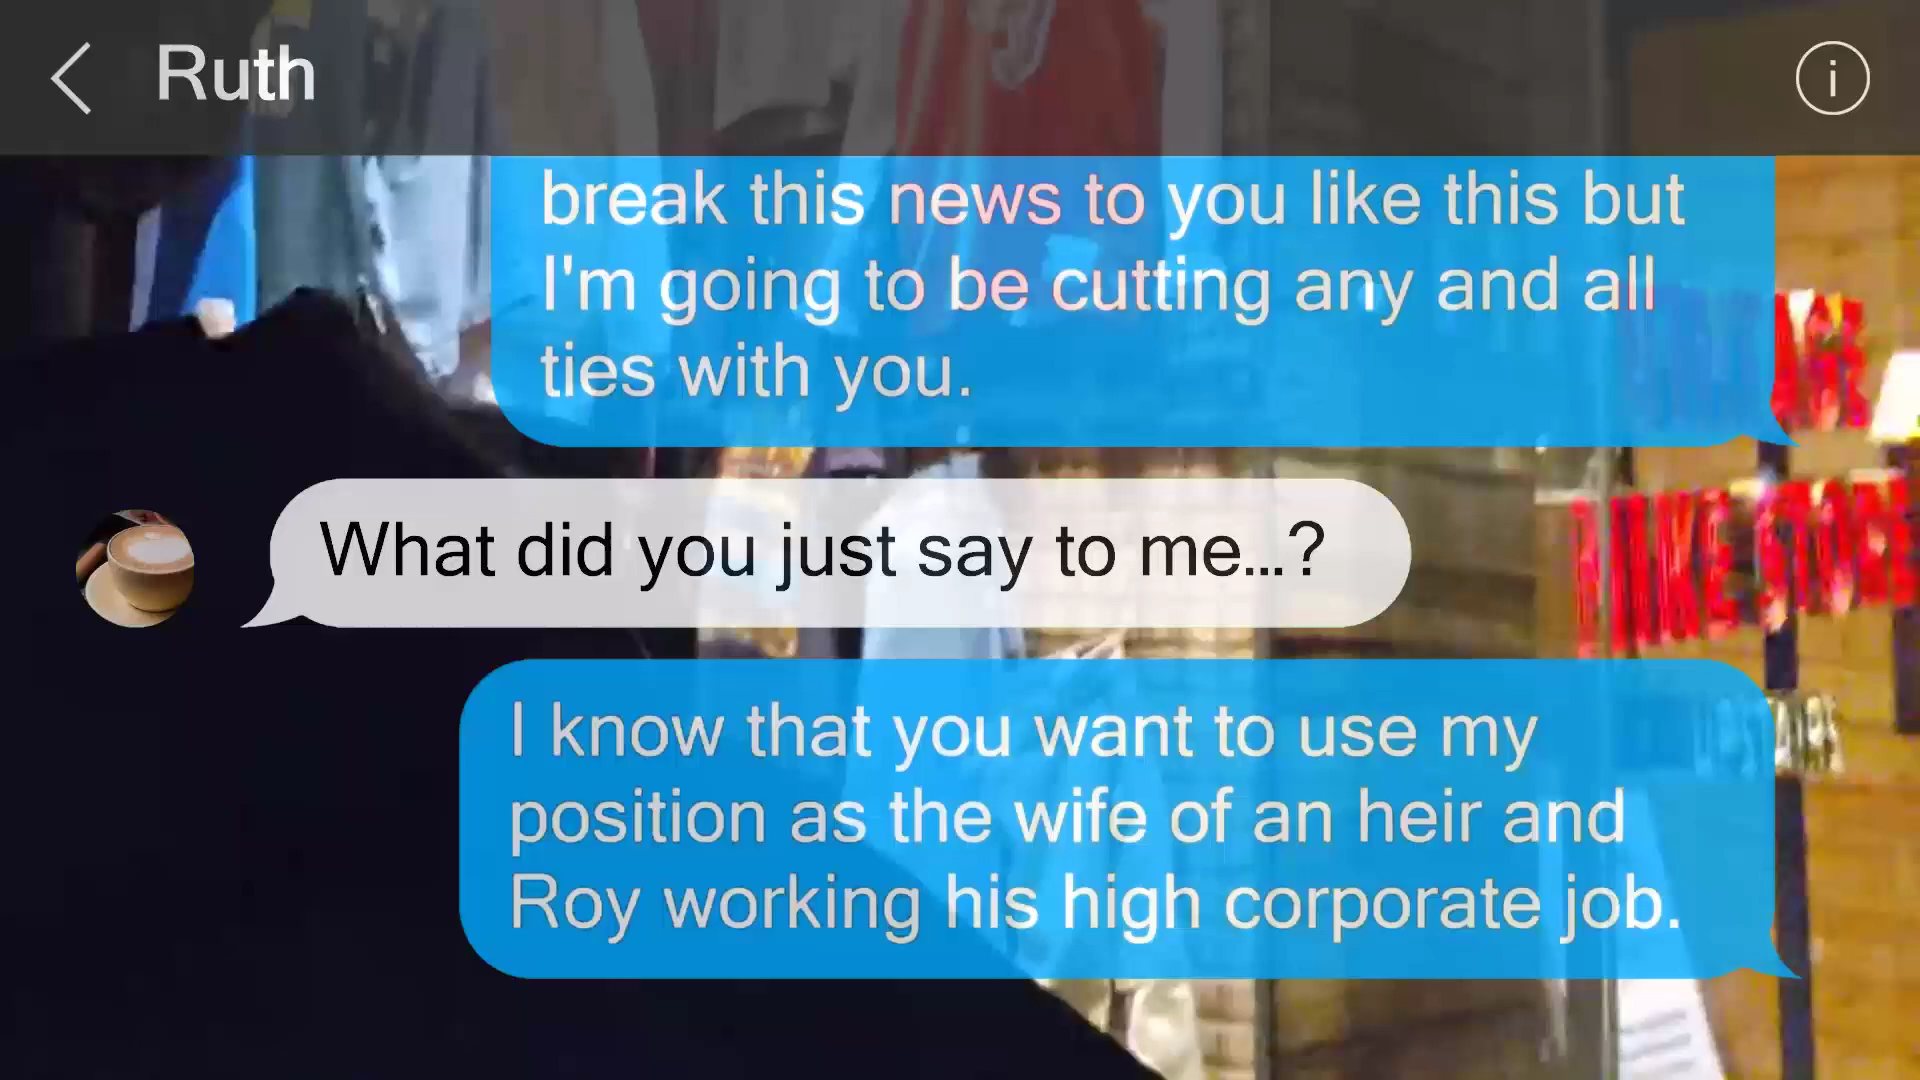 Ruth
break this news to you like this but
I'm going to be cutting any and all
ties with you.
What did you just say to me...?
I know that you want to use my
position as the wife of an heir and
Roy working his high corporate job.